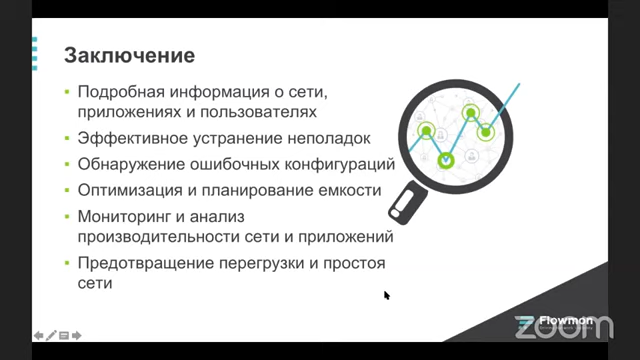 Заключение
Подробная информация о сети,
приложениях и пользователях
Эффективное устранение неполадок
Обнаружение ошибочных конфигураций
Оптимизация и планирование емкости
Мониторинг и анализ
производительности сети и приложений
Предотвращение перегрузки и простоя
сети
Flowmon
zoom